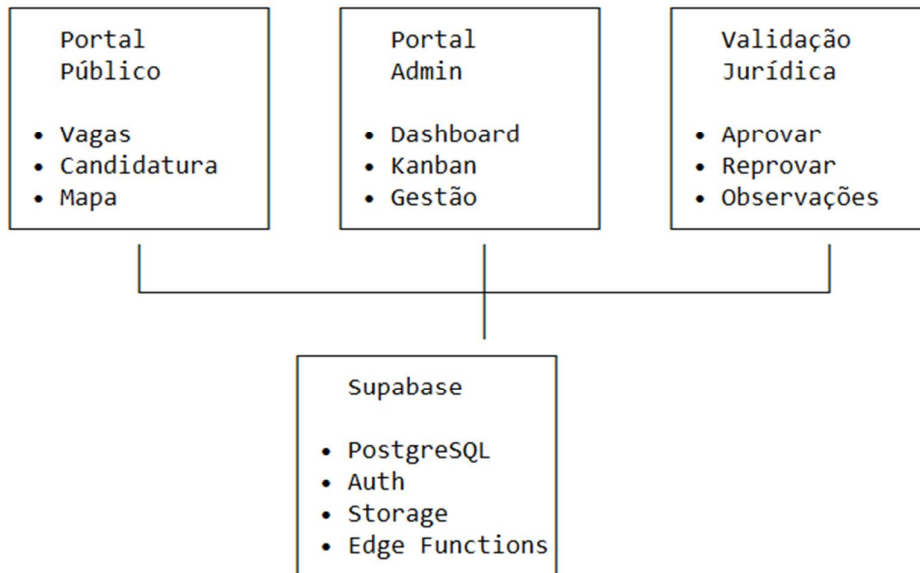 Portal
Público
• Vagas
• Candidatura
• Mapa
Portal
Admin
• Dashboard
• Kanban
• Gestão
Validação
Jurídica
• Aprovar
• Reprovar
• Observações
Supabase
• PostgreSQL
• Auth
• Storage
• Edge Functions